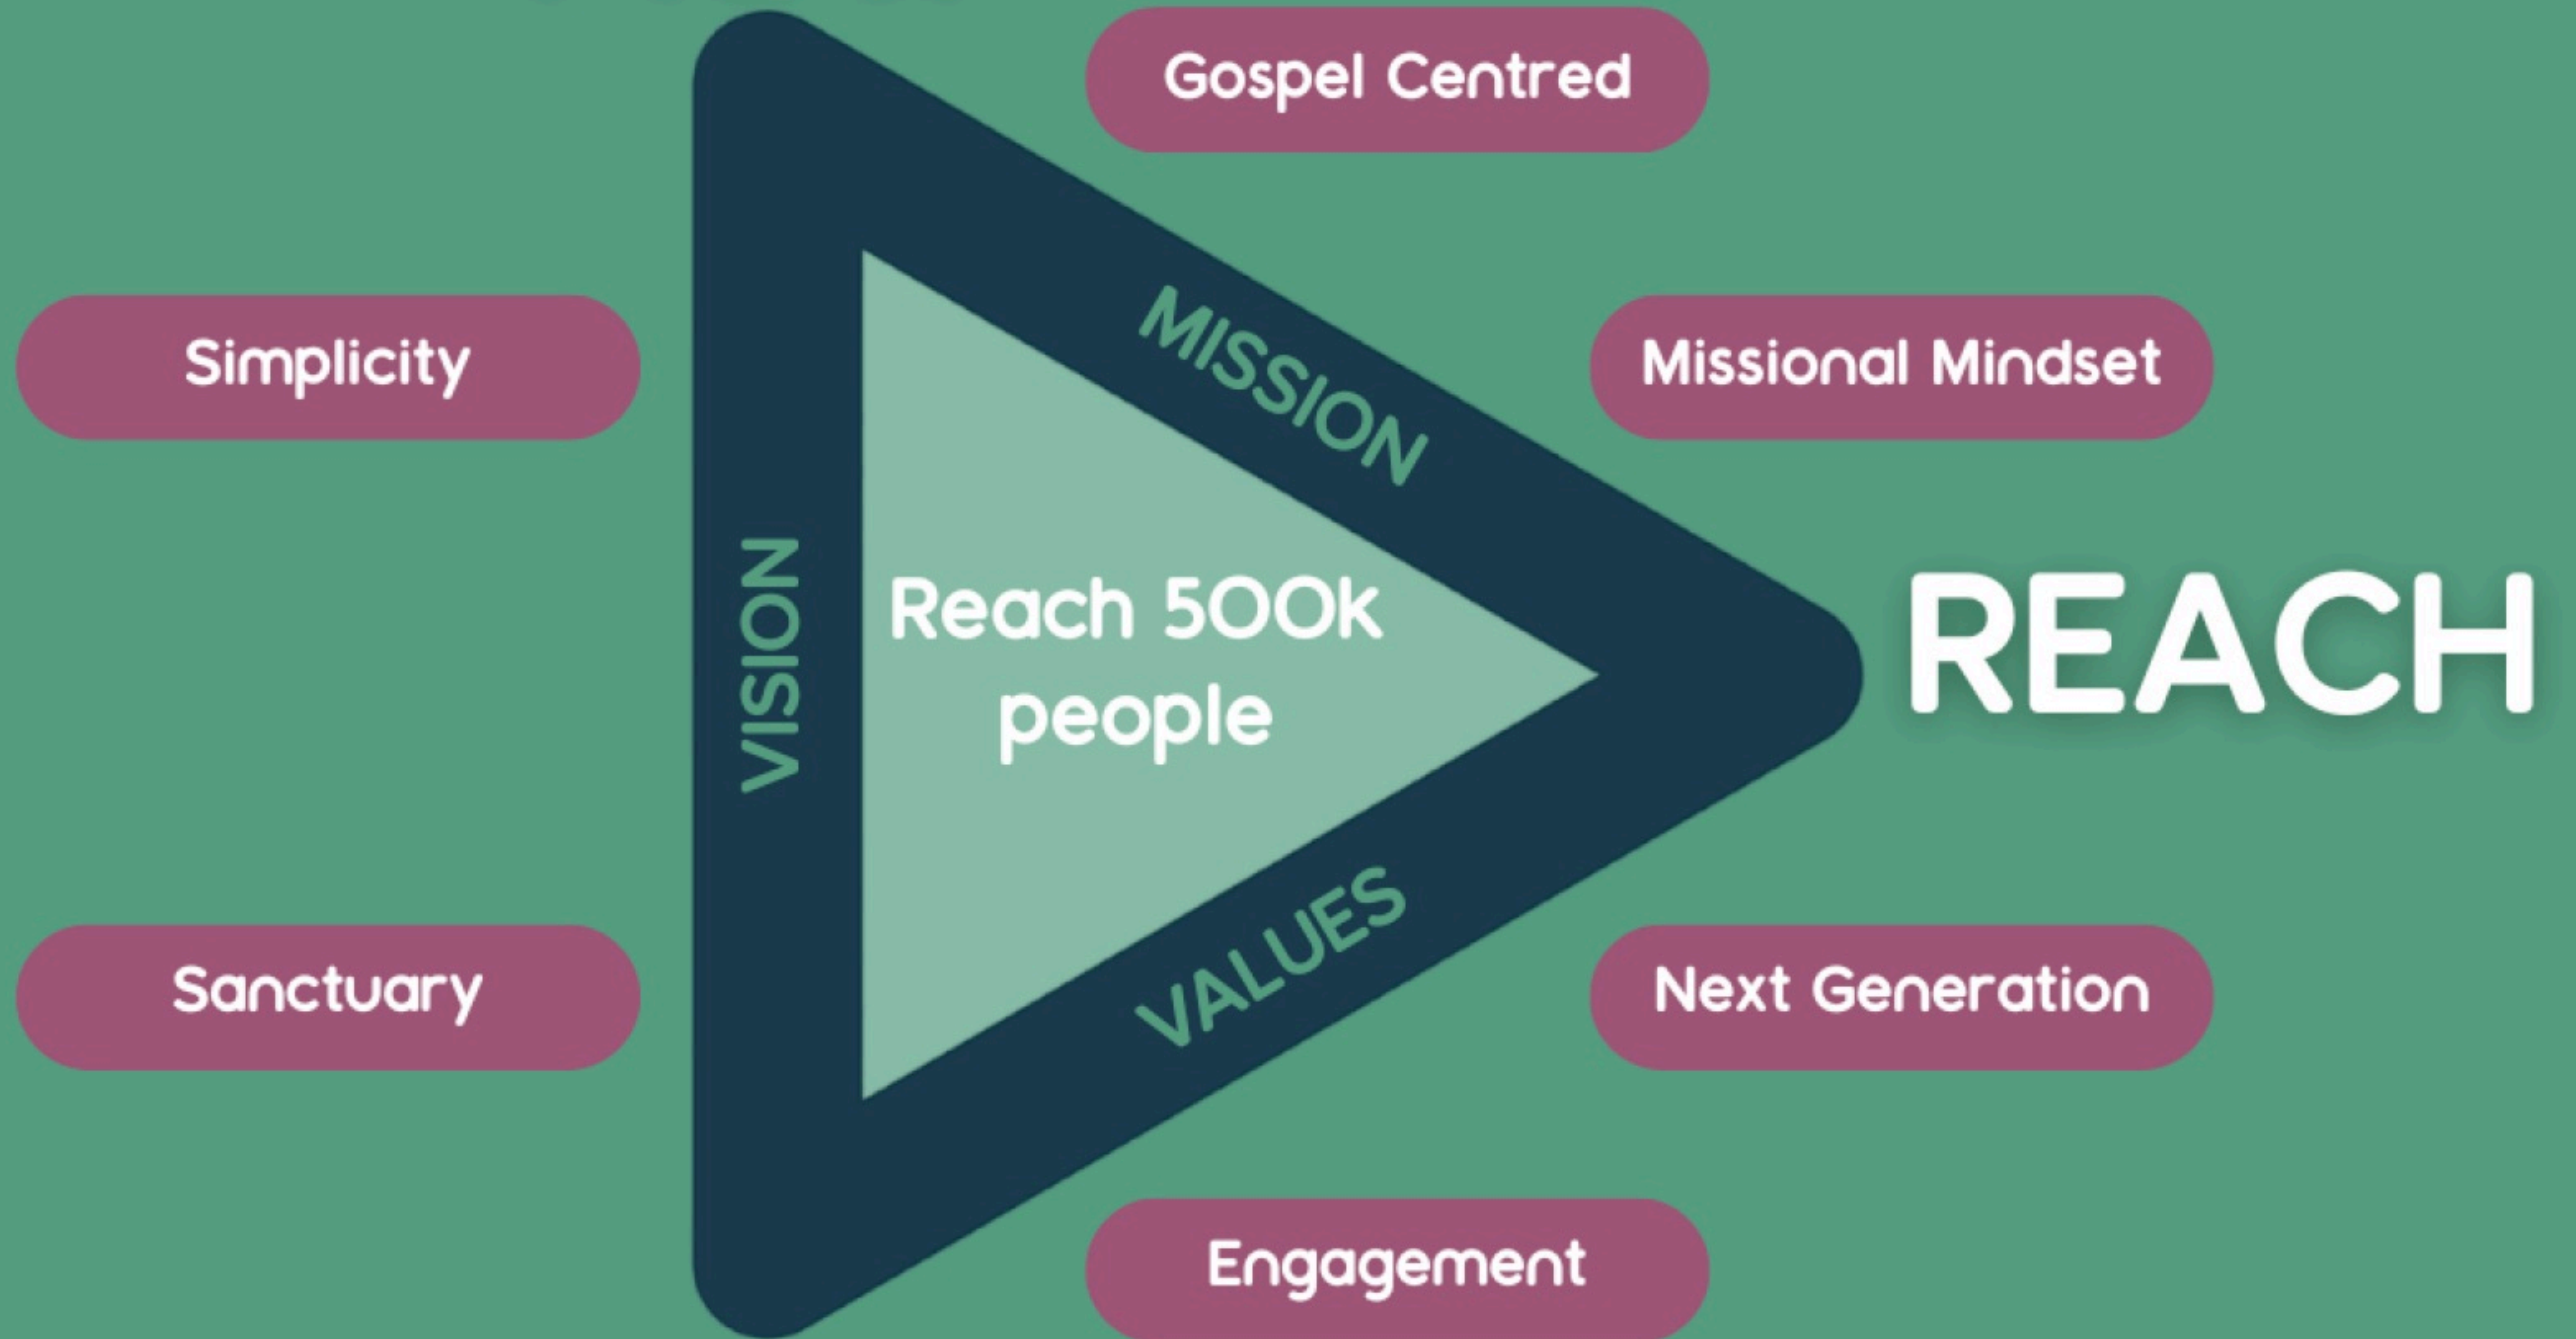 Gospel Centred
Simplicity
Missional Mindset
MISSION
VISION
Reach 500k
people
REACH
VALUES
Sanctuary
Next Generation
Engagement